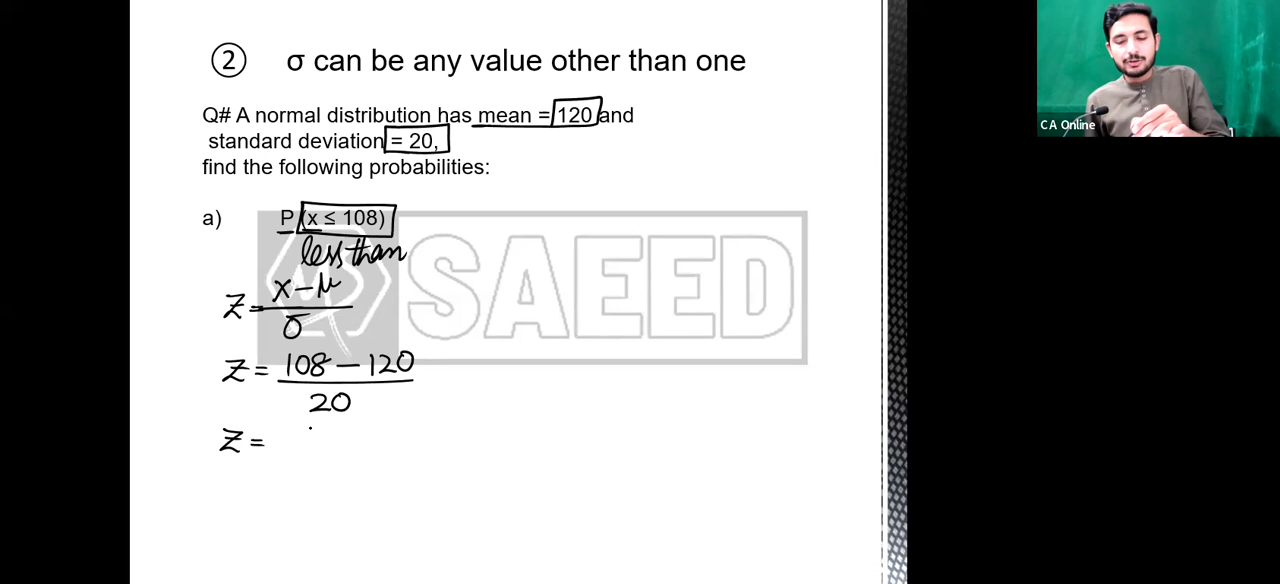 ② σ can be any value other than one
Q# A normal distribution has mean = 120 and
standard deviation = 20,
find the following probabilities:
a) P (x ≤ 108)
less than
Z = x - μ / σ
Z = 108 - 120 / 20
Z =
SAEED
C A Online